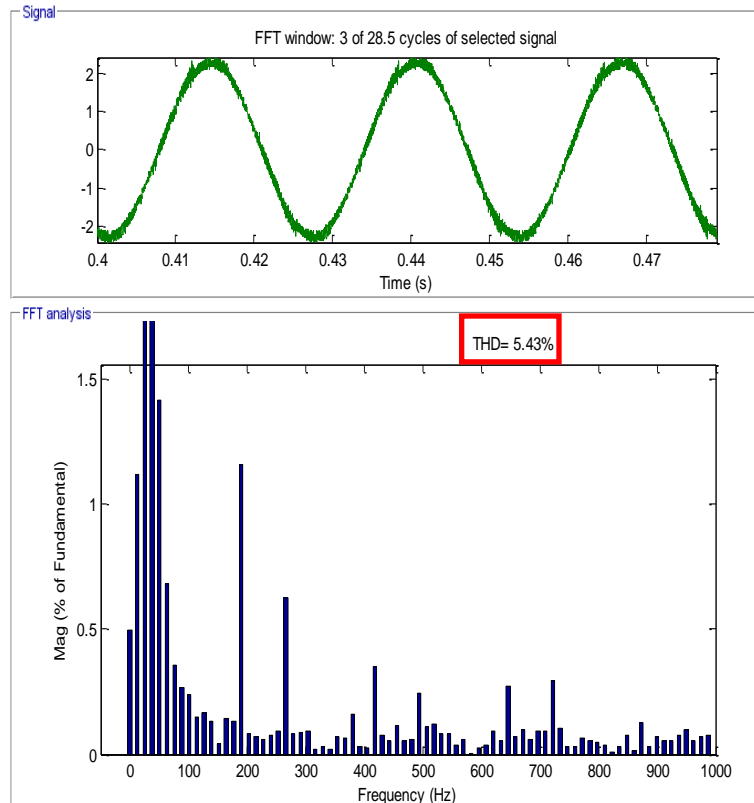 Signal
FFT window: 3 of 28.5 cycles of selected signal
2
1
0
-1
-2
0.4 0.41 0.42 0.43 0.44 0.45 0.46 0.47
Time (s)
FFT analysis
THD= 5.43%
Mag (% of Fundamental)
1.5
1
0.5
0
0 100 200 300 400 500 600 700 800 900 1000
Frequency (Hz)